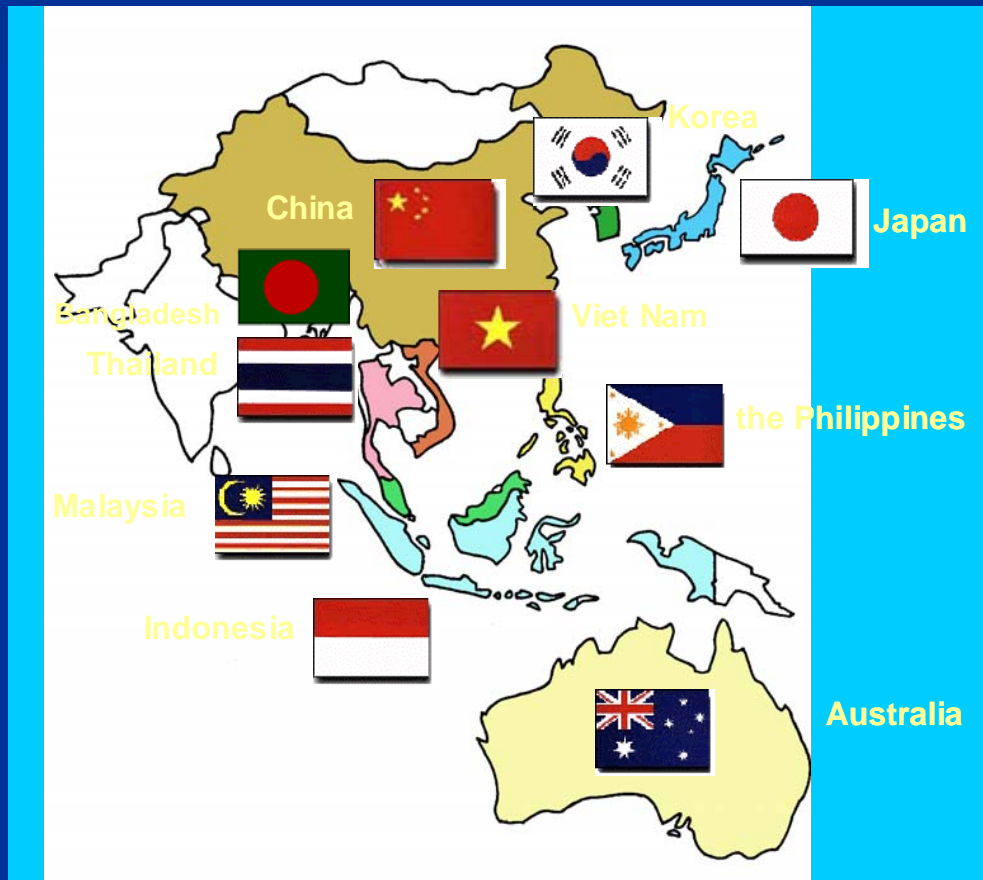 Korea
China
Japan
Bangladesh
Viet Nam
Thailand
the Philippines
Malaysia
Indonesia
Australia